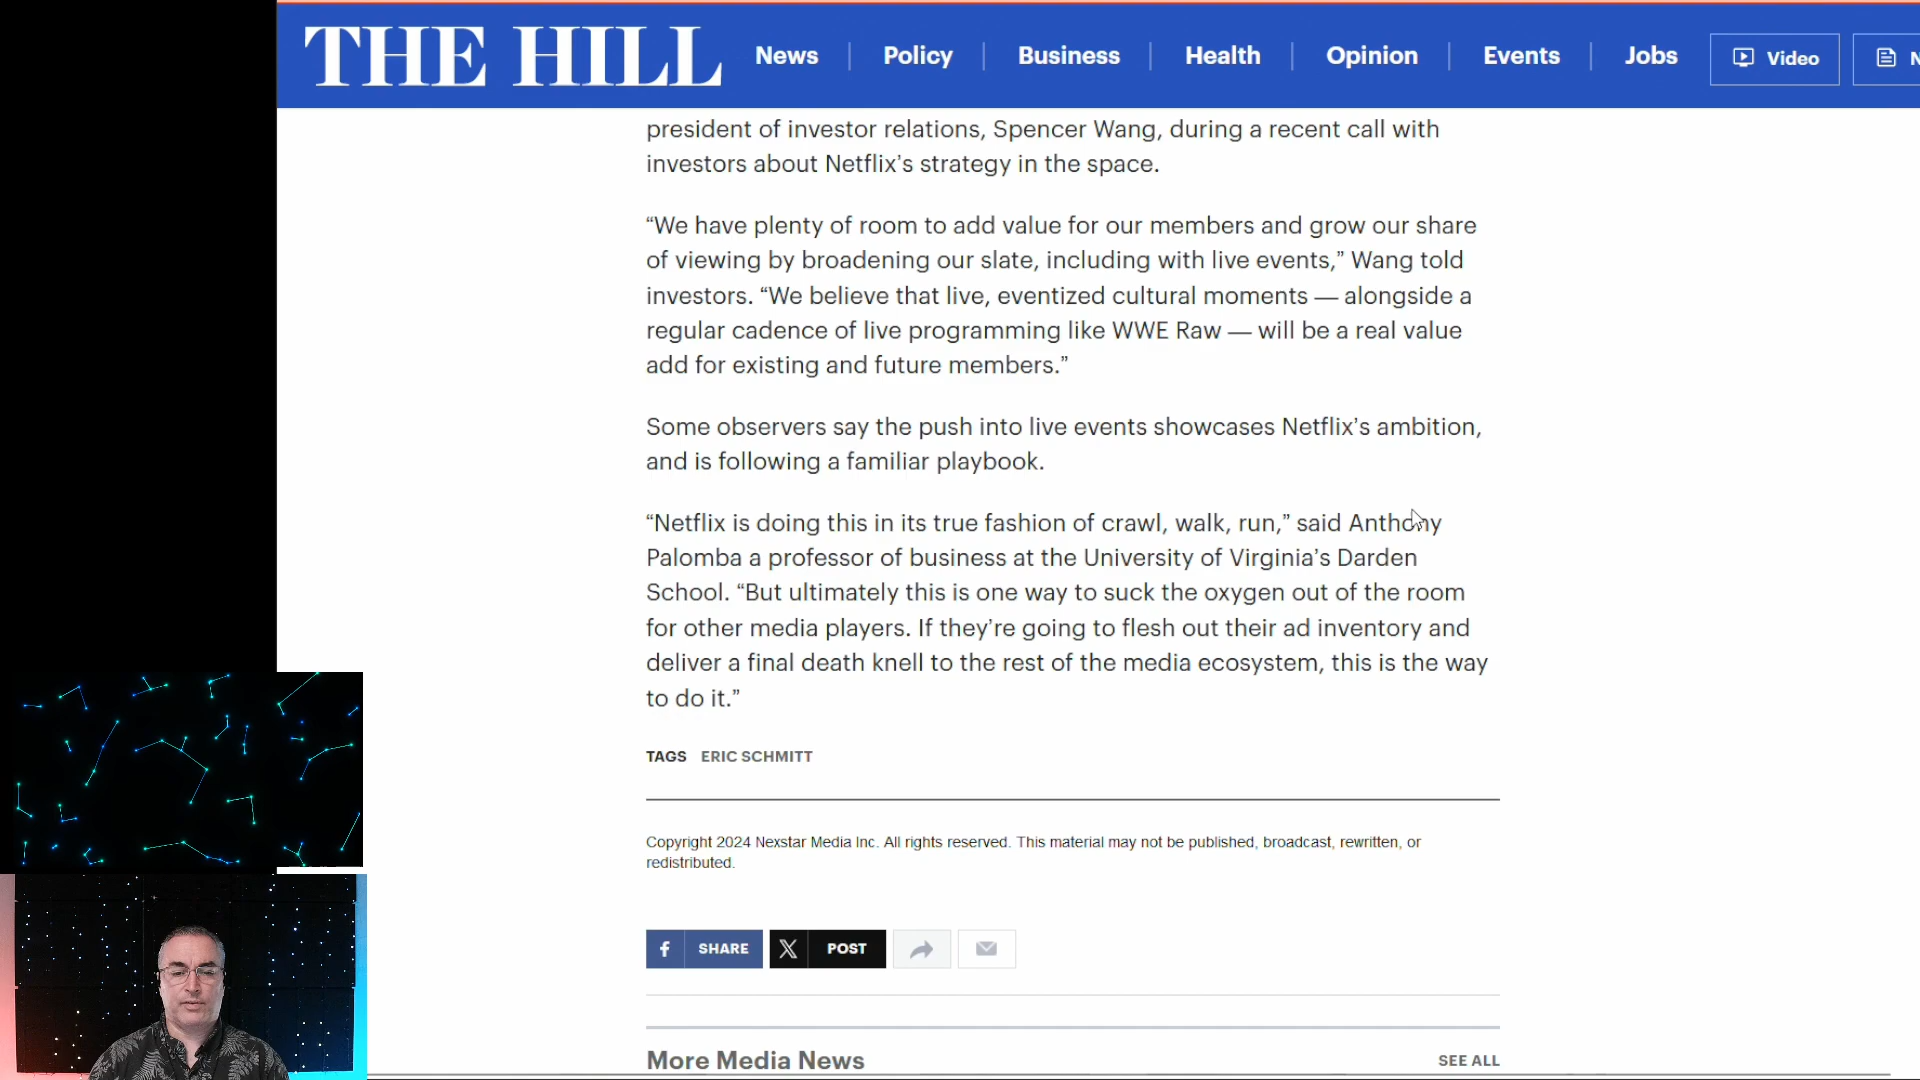 THE HILL
News
Policy
Business
Health
Opinion
Events
Jobs
Video
N
president of investor relations, Spencer Wang, during a recent call with
investors about Netflix’s strategy in the space.
“We have plenty of room to add value for our members and grow our share
of viewing by broadening our slate, including with live events,” Wang told
investors. “We believe that live, eventized cultural moments — alongside a
regular cadence of live programming like WWE Raw — will be a real value
add for existing and future members.”
Some observers say the push into live events showcases Netflix’s ambition,
and is following a familiar playbook.
“Netflix is doing this in its true fashion of crawl, walk, run,” said Anthony
Palomba a professor of business at the University of Virginia’s Darden
School. “But ultimately this is one way to suck the oxygen out of the room
for other media players. If they’re going to flesh out their ad inventory and
deliver a final death knell to the rest of the media ecosystem, this is the way
to do it.”
TAGS ERIC SCHMITT
Copyright 2024 Nexstar Media Inc. All rights reserved. This material may not be published, broadcast, rewritten, or
redistributed.
SHARE
POST
More Media News
SEE ALL